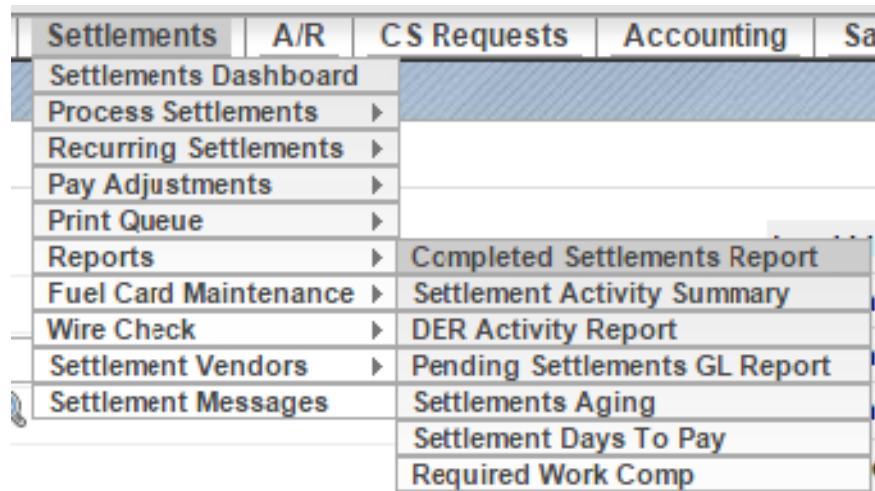 Settlements A/R CS Requests Accounting Sa
Settlements Dashboard
Process Settlements
Recurring Settlements
Pay Adjustments
Print Queue
Reports
Completed Settlements Report
Fuel Card Maintenance
Settlement Activity Summary
Wire Check
DER Activity Report
Settlement Vendors
Pending Settlements GL Report
Settlement Messages
Settlements Aging
Settlement Days To Pay
Required Work Comp